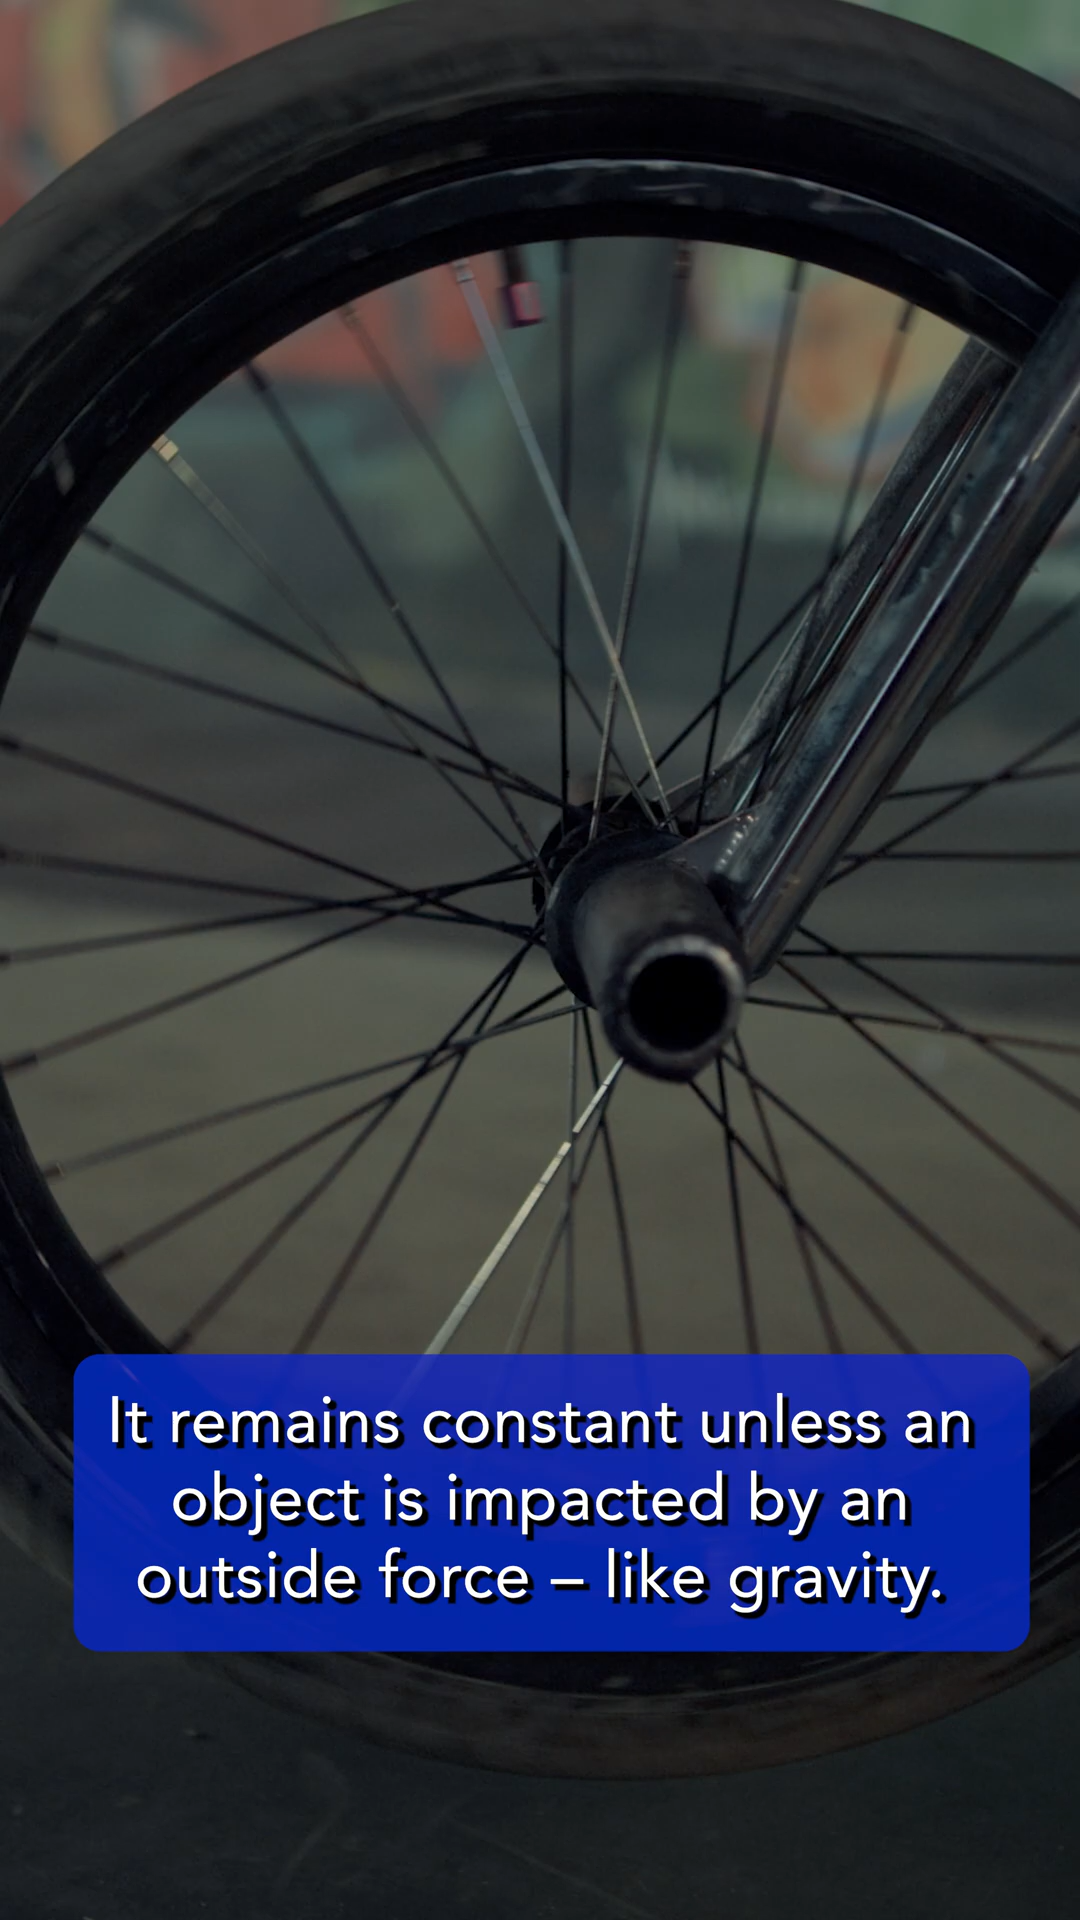 It remains constant unless an
object is impacted by an
outside force – like gravity.